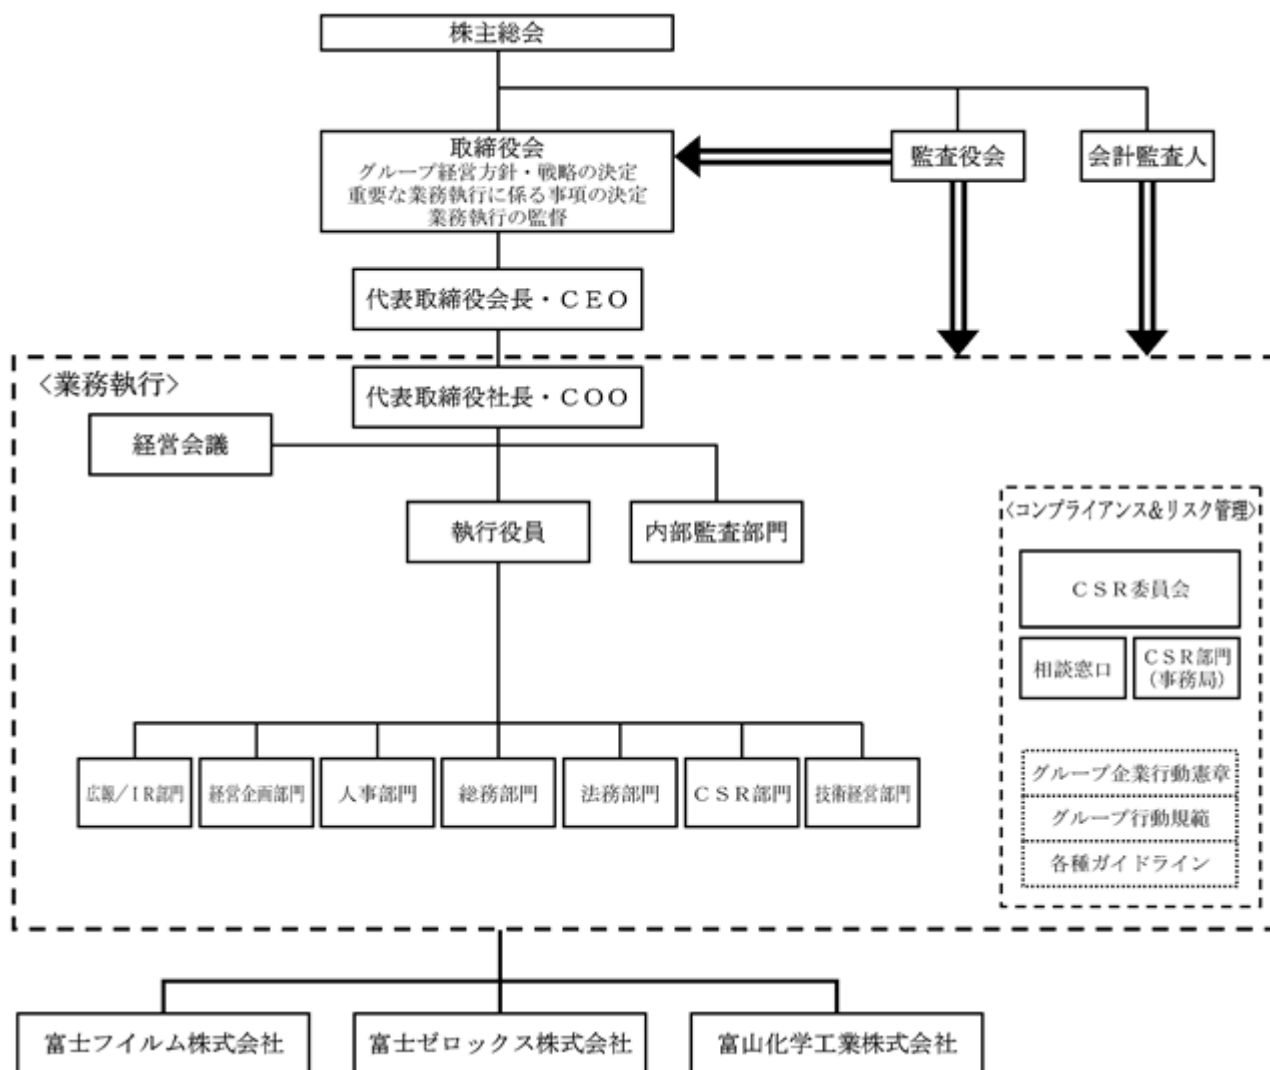 株主総会
取締役会
グループ経営方針・戦略の決定
重要な業務執行に係る事項の決定
業務執行の監督
監査役会
会計監査人
代表取締役会長・ＣＥＯ
〈業務執行〉
代表取締役社長・ＣＯＯ
経営会議
執行役員
内部監査部門
〈コンプライアンス&リスク管理〉
ＣＳＲ委員会
相談窓口
ＣＳＲ部門
（事務局）
グループ企業行動憲章
グループ行動規範
各種ガイドライン
広報／ＩＲ部門
経営企画部門
人事部門
総務部門
法務部門
ＣＳＲ部門
技術経営部門
富士フイルム株式会社
富士ゼロックス株式会社
富山化学工業株式会社